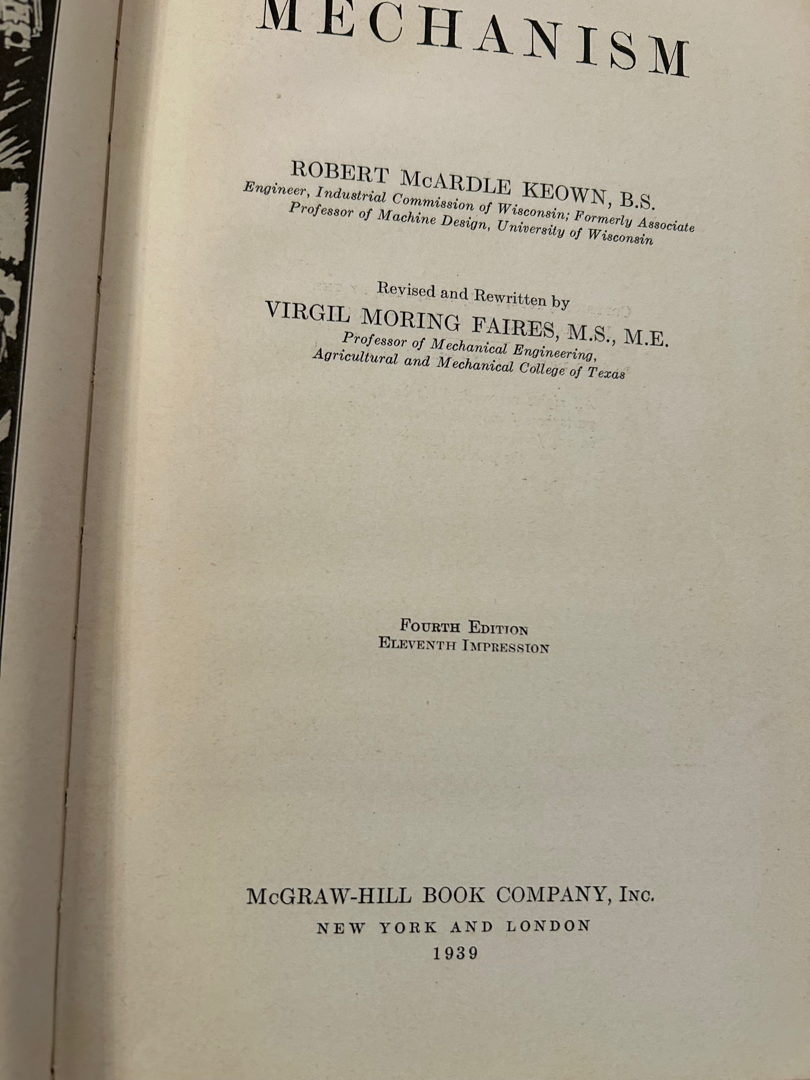 MECHANISM
ROBERT McARDLE KEOWN, B.S.
Engineer, Industrial Commission of Wisconsin; Formerly Associate
Professor of Machine Design, University of Wisconsin
Revised and Rewritten by
VIRGIL MORING FAIRES, M.S., M.E.
Professor of Mechanical Engineering,
Agricultural and Mechanical College of Texas
Fourth Edition
Eleventh Impression
McGRAW-HILL BOOK COMPANY, Inc.
NEW YORK AND LONDON
1939